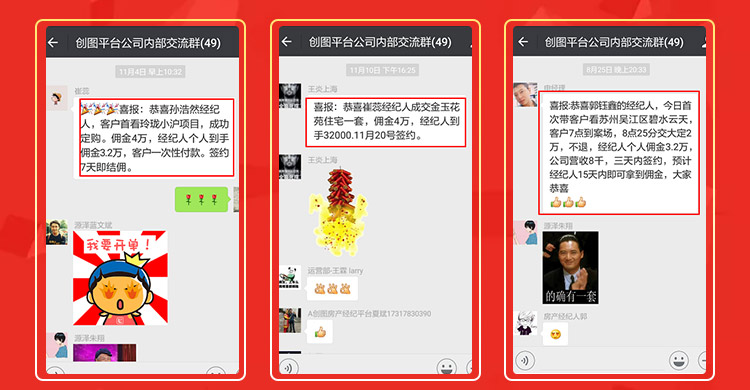 创图平台公司内部交流群(49)
11月4日 早上10:32
崔蕊
喜报：恭喜孙浩然经纪
人，客户首看玲珑小沪项目，成功
定购。佣金4万，经纪人个人到手
佣金3.2万，客户一次性付款。签约
7天即结佣。
源泽蓝文斌
我要开单！
源泽朱翔
创图平台公司内部交流群(49)
11月10日 下午16:25
王炎上海
喜报：恭喜崔蕊经纪人成交金玉花
苑住宅一套，佣金4万，经纪人到
手32000.11月20号签约。
王炎上海
运营部-王霖 larry
A创图房产经纪平台夏斌17317830390
创图平台公司内部交流群(49)
8月25日 晚上20:33
申经理
喜报:恭喜郭钰鑫的经纪人，今日首
次带客户看苏州吴江区碧水云天，
客户7点到案场，8点25分交大定2
万，不退，经纪人个人佣金3.2万，
公司营收8千，三天内签约，预计
经纪人15天内即可拿到佣金，大家
恭喜
源泽朱翔
的确有一套
房产经纪人郭